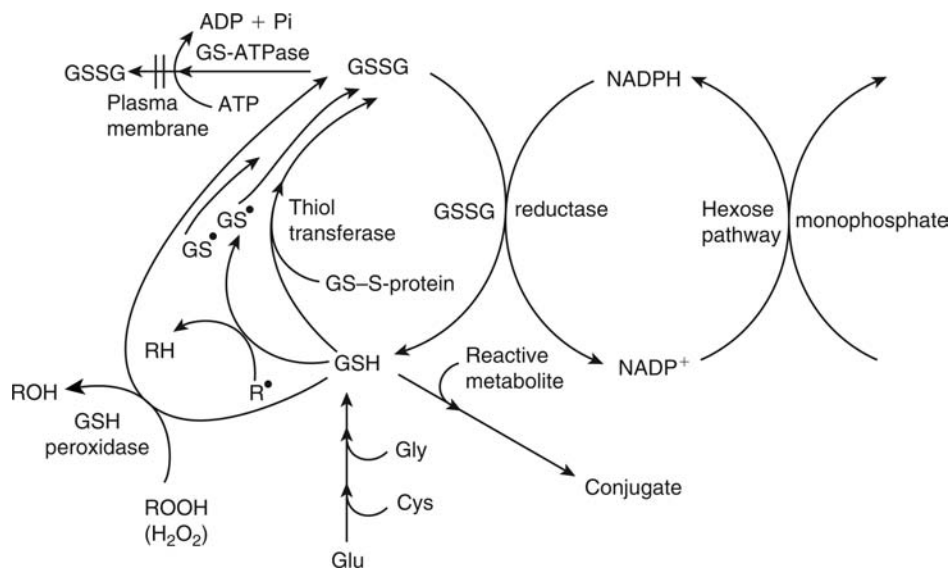 ADP + Pi
GS-ATPase
GSSG
GSSG
NADPH
Plasma
membrane
ATP
GS•
GS•
Thiol
transferase
GSSG reductase
Hexose monophosphate
pathway
GS–S-protein
RH
R•
GSH
Reactive
metabolite
NADP+
ROH
GSH
peroxidase
Gly
Conjugate
ROOH
(H₂O₂)
Cys
Glu